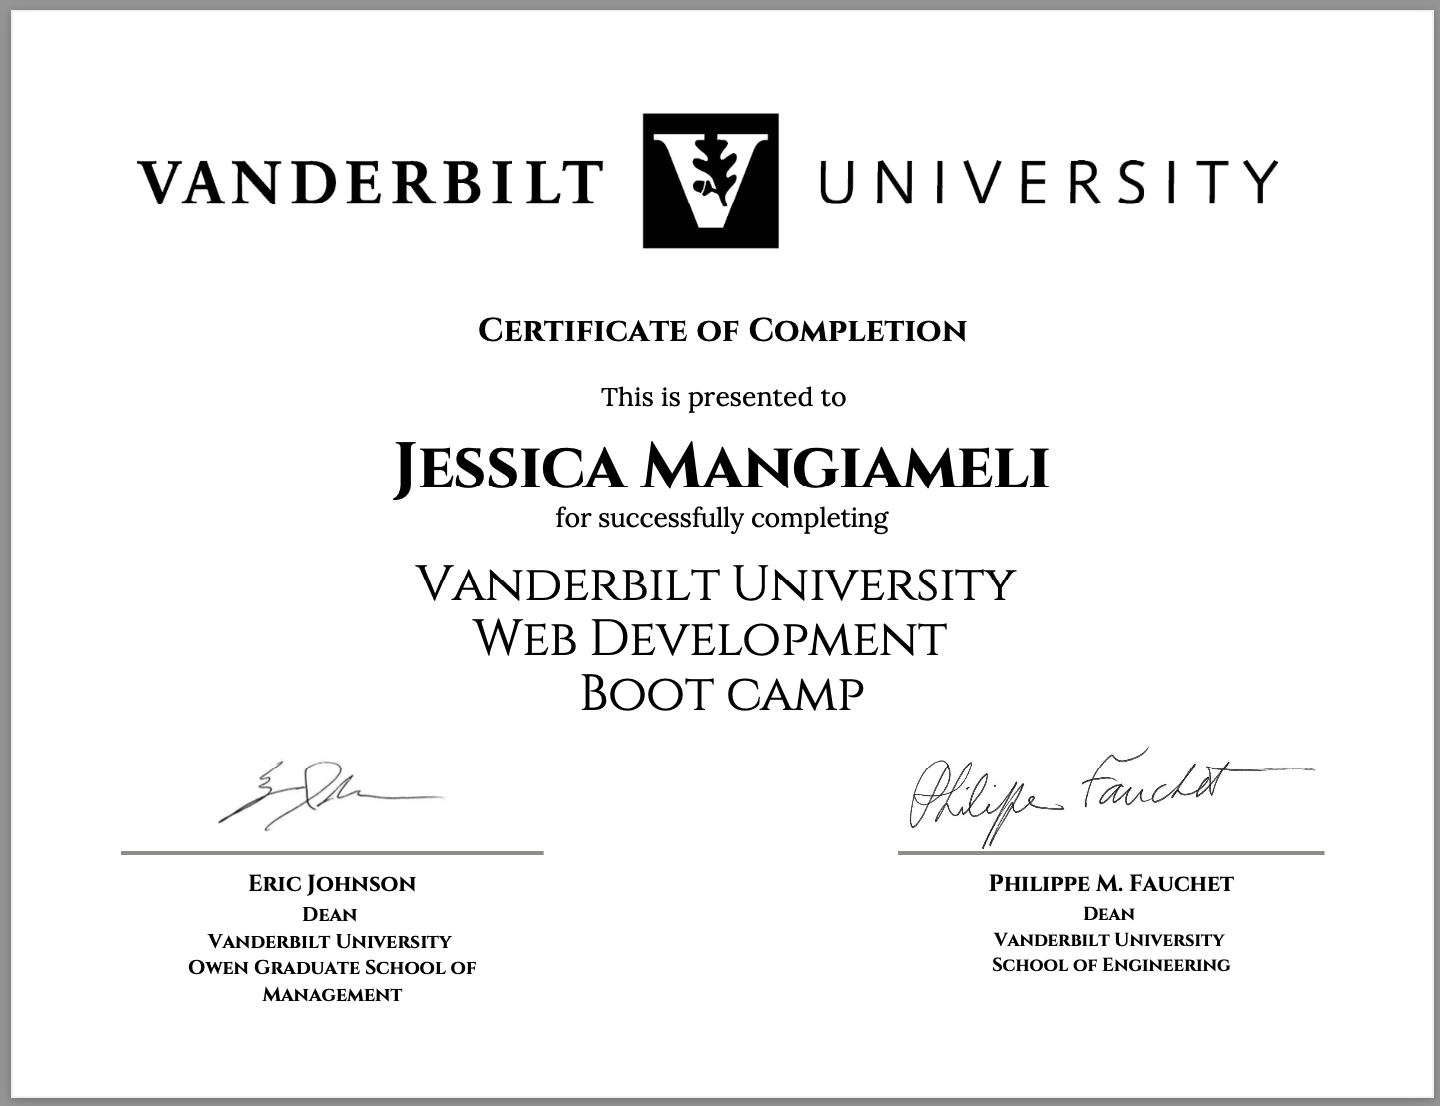 VANDERBILT V UNIVERSITY
Certificate of Completion
This is presented to
Jessica Mangiameli
for successfully completing
Vanderbilt University
Web Development
Boot camp
Philippe Fauchet
Eric Johnson
Dean
Vanderbilt University
Owen Graduate School of
Management
Philippe M. Fauchet
Dean
Vanderbilt University
School of Engineering